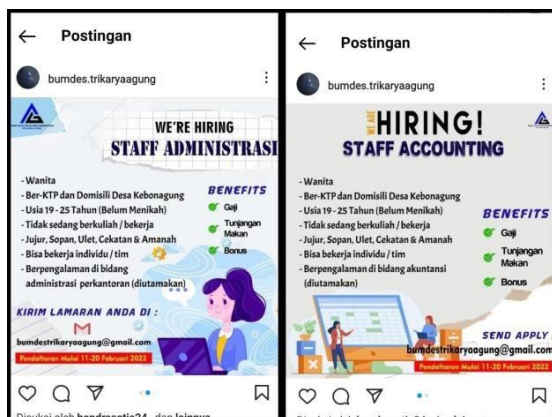 Postingan
bumdes.trikaryaagung
WE'RE HIRING
STAFF ADMINISTRASI
- Wanita
- Ber-KTP dan Domisili Desa Kebonagung
- Usia 19 - 25 Tahun (Belum Menikah)
- Tidak sedang berkuliah / bekerja
- Jujur, Sopan, Ulet, Cekatan & Amanah
- Bisa bekerja individu / tim
- Berpengalaman di bidang
administrasi perkantoran (diutamakan)
BENEFITS
Gaji
Tunjangan
Makan
Bonus
KIRIM LAMARAN ANDA DI :
bumdestrikaryaagung@gmail.com
Pendaftaran Mulai 11-20 Februari 2022
Postingan
bumdes.trikaryaagung
WE ARE
HIRING!
STAFF ACCOUNTING
- Wanita
- Ber-KTP dan Domisili Desa Kebonagung
- Usia 19 - 25 Tahun (Belum Menikah)
- Tidak sedang berkuliah / bekerja
- Jujur, Sopan, Ulet, Cekatan & Amanah
- Bisa bekerja individu / tim
- Berpengalaman di bidang akuntansi
(diutamakan)
BENEFITS
Gaji
Tunjangan
Makan
Bonus
SEND APPLY
bumdestrikaryaagung@gmail.com
Pendaftaran Mulai 11-20 Februari 2022